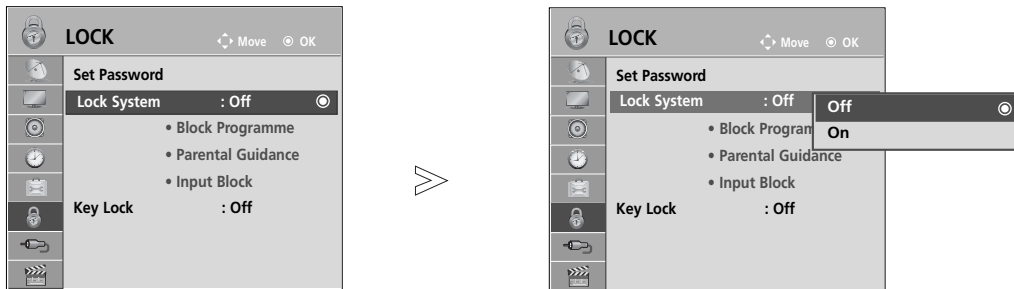 LOCK Move OK
Set Password
Lock System : Off
• Block Programme
• Parental Guidance
• Input Block
Key Lock : Off
LOCK Move OK
Set Password
Lock System : Off
Off
On
• Block Program
• Parental Guidance
• Input Block
Key Lock : Off